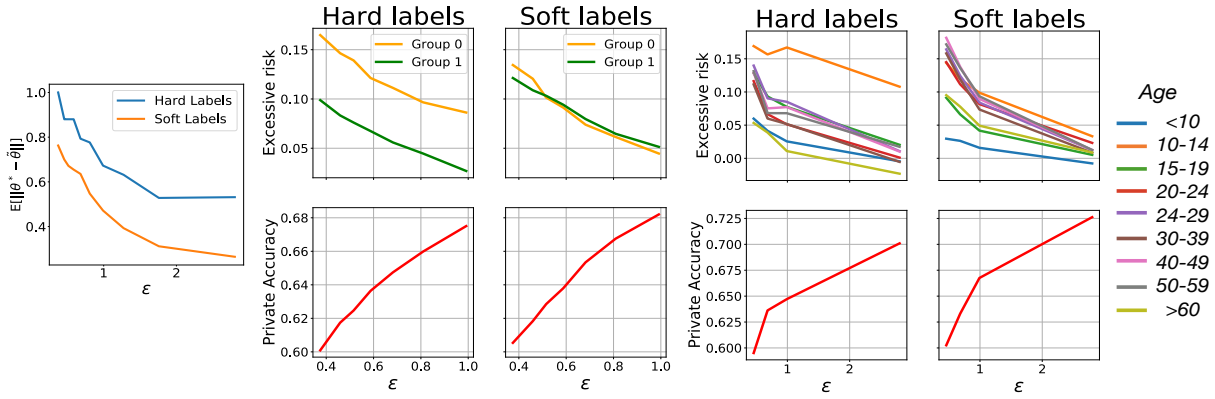 Hard labels
Soft labels
Hard labels
Soft labels
E[||θ* − θ̃||]
1.0
0.8
0.6
0.4
Hard Labels
Soft Labels
1
2
ε
Excessive risk
0.15
0.10
0.05
Group 0
Group 1
Group 0
Group 1
Private Accuracy
0.68
0.66
0.64
0.62
0.60
0.4
0.6
0.8
1.0
ε
0.4
0.6
0.8
1.0
ε
Excessive risk
0.15
0.10
0.05
0.00
Private Accuracy
0.725
0.700
0.675
0.650
0.625
0.600
1
2
ε
1
2
ε
Age
<10
10-14
15-19
20-24
24-29
30-39
40-49
50-59
>60